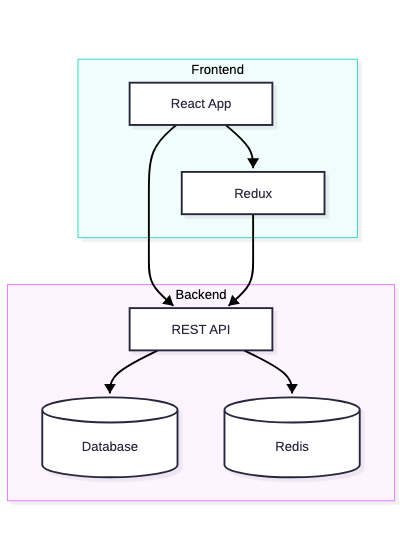 Frontend
React App
Redux
Backend
REST API
Database
Redis